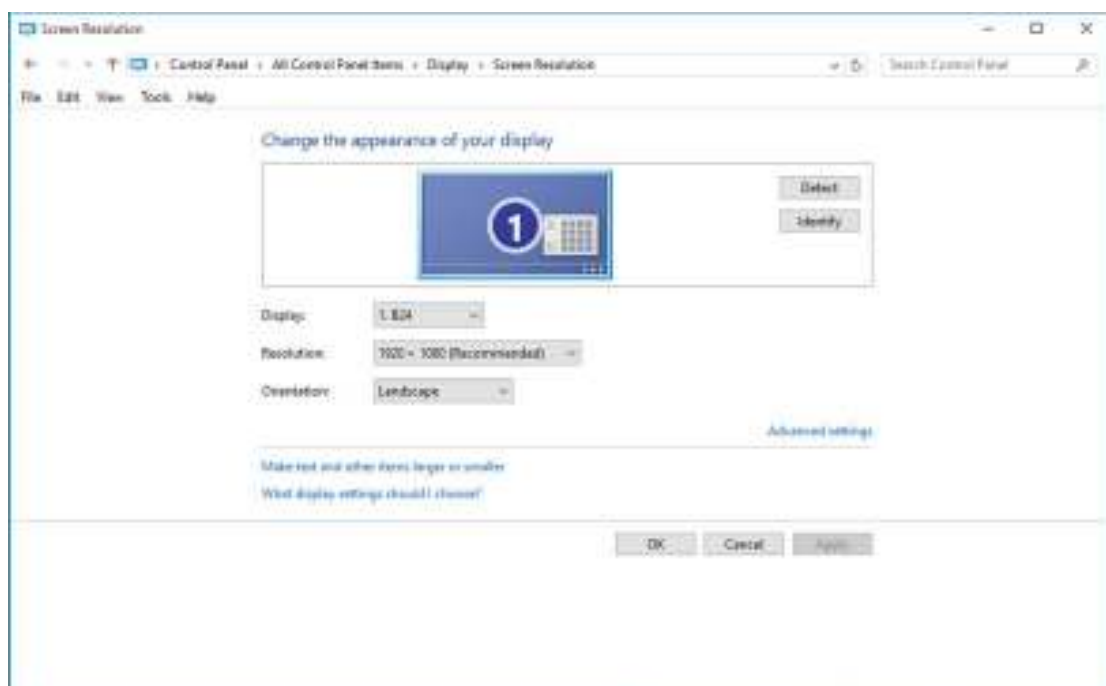 Screen Resolution
Control Panel › All Control Panel Items › Display › Screen Resolution
Search Control Panel
File Edit View Tools Help
Change the appearance of your display
1
Detect
Identify
Display: 1. B24
Resolution: 1920 × 1080 (Recommended)
Orientation: Landscape
Advanced settings
Make text and other items larger or smaller
What display settings should I choose?
OK Cancel Apply